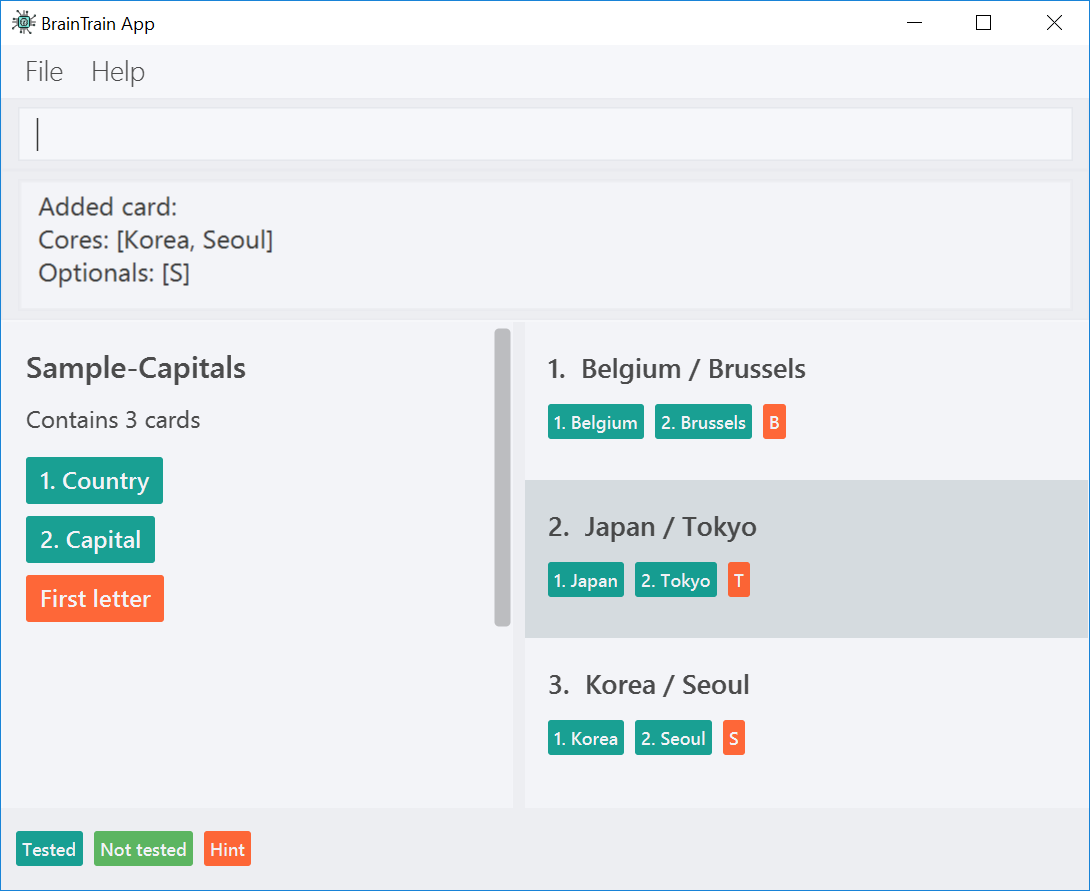 BrainTrain App
File Help
Added card:
Cores: [Korea, Seoul]
Optionals: [S]
Sample-Capitals
Contains 3 cards
1. Country
2. Capital
First letter
1. Belgium / Brussels
1. Belgium 2. Brussels B
2. Japan / Tokyo
1. Japan 2. Tokyo T
3. Korea / Seoul
1. Korea 2. Seoul S
Tested Not tested Hint